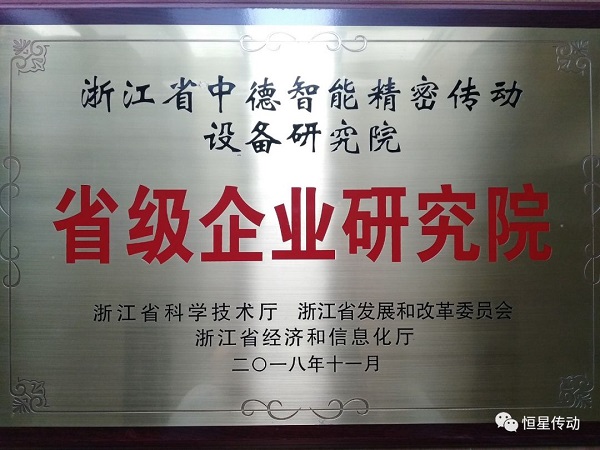 浙江省中德智能精密传动
设备研究院
省级企业研究院
浙江省科学技术厅 浙江省发展和改革委员会
浙江省经济和信息化厅
二〇一八年十一月
恒星传动